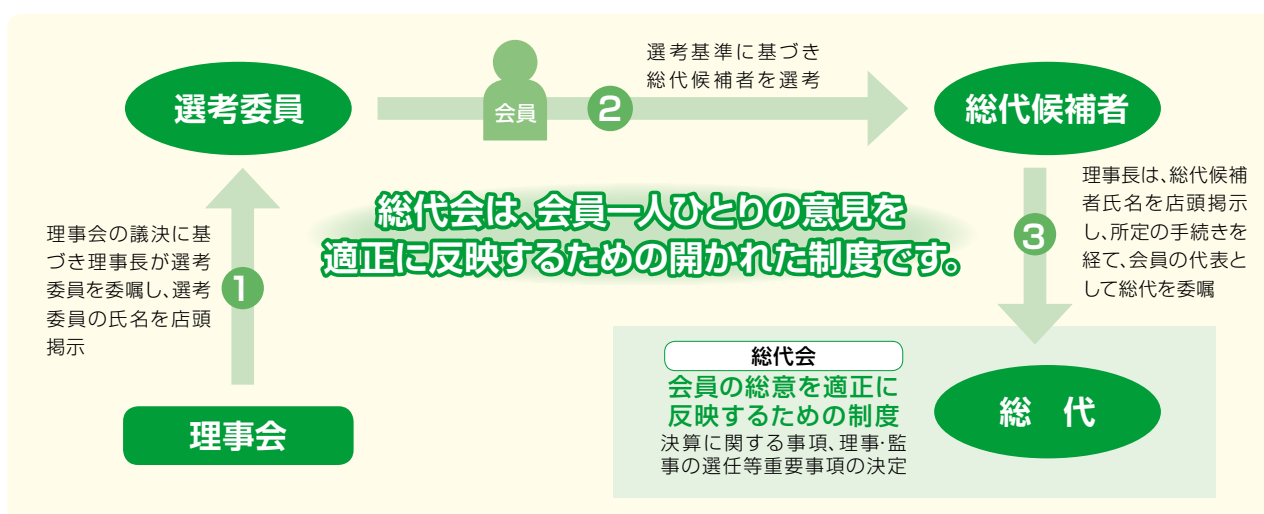 選考委員
会員
2
選考基準に基づき
総代候補者を選考
総代候補者
理事会の議決に基
づき理事長が選考
委員を委嘱し、選考
委員の氏名を店頭
掲示
1
総代会は、会員一人ひとりの意見を
適正に反映するための開かれた制度です。
3
理事長は、総代候補
者氏名を店頭掲示
し、所定の手続きを
経て、会員の代表と
して総代を委嘱
理事会
総代会
会員の総意を適正に
反映するための制度
決算に関する事項、理事・監
事の選任等重要事項の決定
総 代